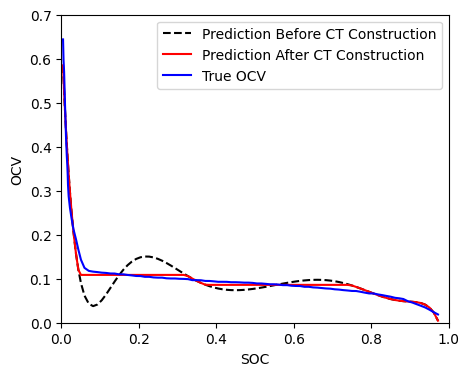 0.7
0.6
0.5
0.4
0.3
0.2
0.1
0.0
OCV
Prediction Before CT Construction
Prediction After CT Construction
True OCV
0.0 0.2 0.4 0.6 0.8 1.0
SOC